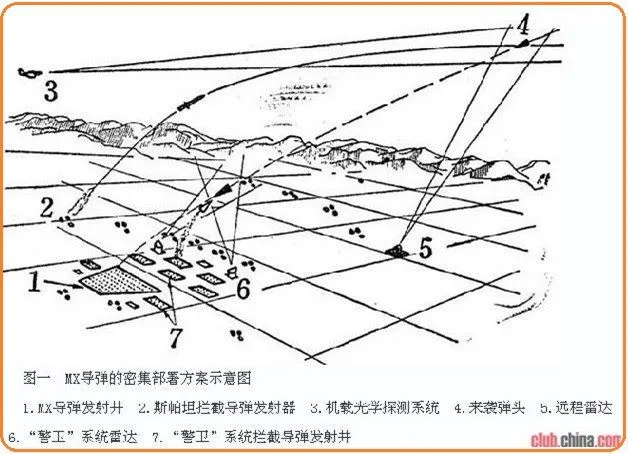 3
4
2
5
1
6
7
图一 MX导弹的密集部署方案示意图
1.MX导弹发射井 2.斯帕坦拦截导弹发射器 3.机载光学探测系统 4.来袭弹头 5.远程雷达
6.“警卫”系统雷达 7.“警卫”系统拦截导弹发射井
club.china.com